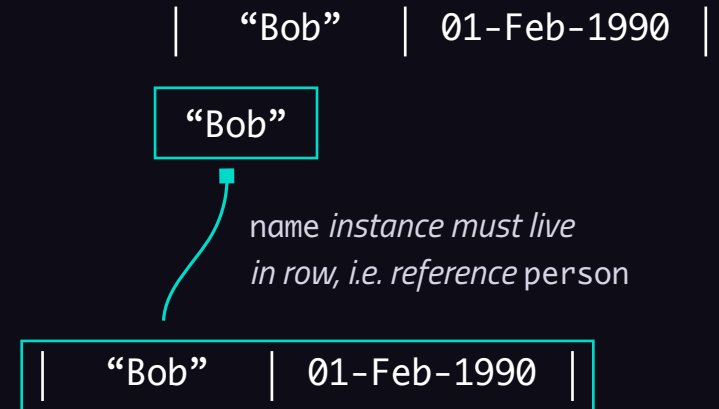 | “Bob” | 01-Feb-1990 |
“Bob”
name instance must live
in row, i.e. reference person
| “Bob” | 01-Feb-1990 |